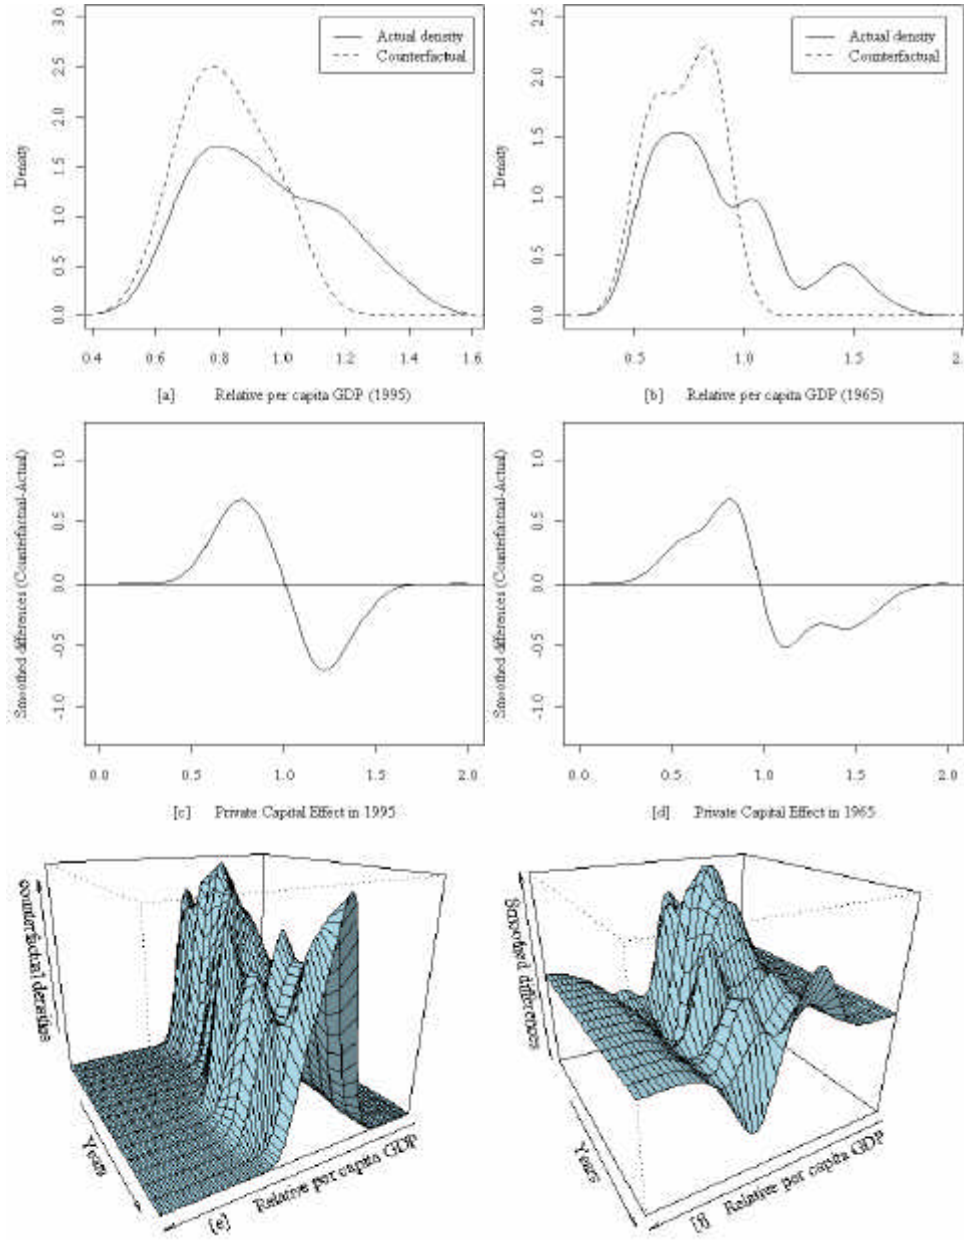 3.0
2.5
2.0
1.5
1.0
0.5
0.0
Density
Actual density
Counterfactual
0.4 0.6 0.8 1.0 1.2 1.4 1.6
[a] Relative per capita GDP (1995)
2.5
2.0
1.5
1.0
0.5
0.0
Density
Actual density
Counterfactual
0.5 1.0 1.5 2.
[b] Relative per capita GDP (1965)
1.0
0.5
0.0
-0.5
-1.0
Smoothed differences (Counterfactual-Actual)
0.0 0.5 1.0 1.5 2.0
[c] Private Capital Effect in 1995
1.0
0.5
0.0
-0.5
-1.0
Smoothed differences (Counterfactual-Actual)
0.0 0.5 1.0 1.5 2.0
[d] Private Capital Effect in 1965
counterfactual densities
Years
Relative per capita GDP
[e]
Smoothed differences
Years
Relative per capita GDP
[f]